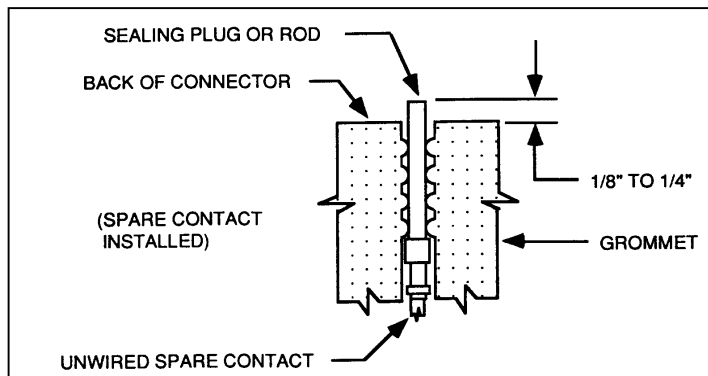 SEALING PLUG OR ROD
BACK OF CONNECTOR
1/8" TO 1/4"
(SPARE CONTACT
INSTALLED)
GROMMET
UNWIRED SPARE CONTACT